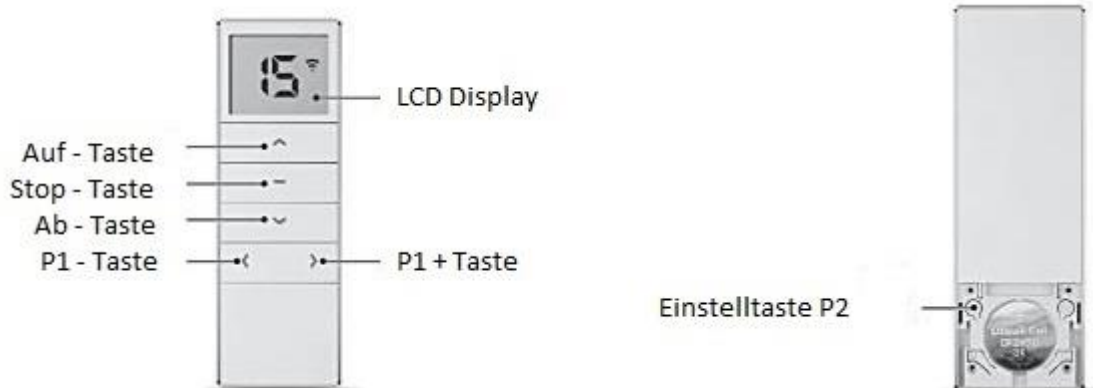 15
LCD Display
Auf - Taste
Stop - Taste
Ab - Taste
P1 - Taste
P1 + Taste
Einstelltaste P2